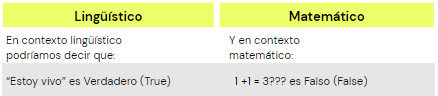 Lingüístico
Matemático
En contexto lingüístico
podríamos decir que:
Y en contexto
matemático:
“Estoy vivo” es Verdadero (True)
1 +1 = 3??? es Falso (False)